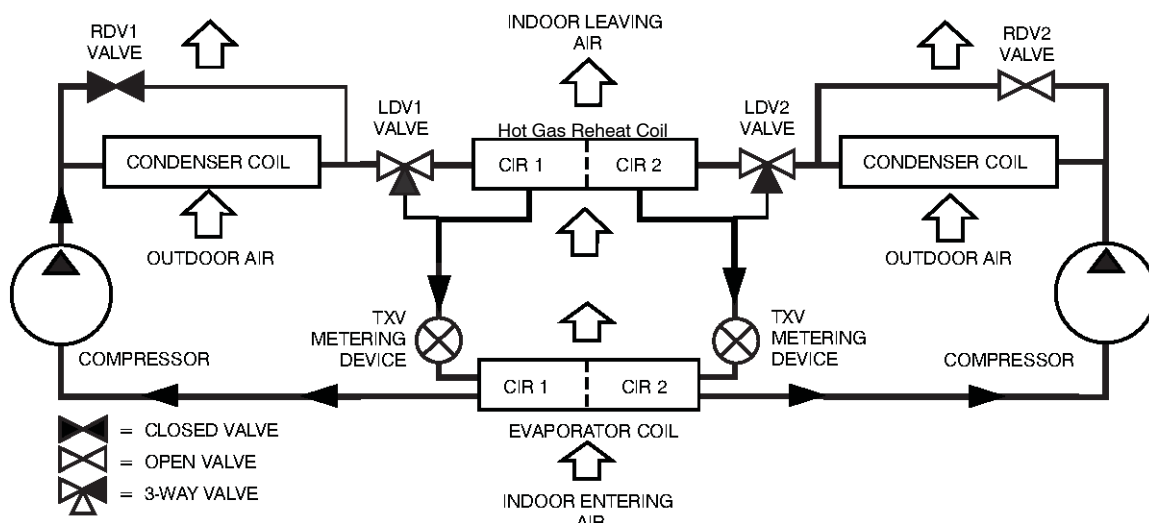 RDV1
VALVE
INDOOR LEAVING
AIR
RDV2
VALVE
LDV1
VALVE
LDV2
VALVE
Hot Gas Reheat Coil
CONDENSER COIL
CIR 1
CIR 2
CONDENSER COIL
OUTDOOR AIR
OUTDOOR AIR
TXV
METERING
DEVICE
TXV
METERING
DEVICE
COMPRESSOR
COMPRESSOR
CIR 1
CIR 2
EVAPORATOR COIL
= CLOSED VALVE
= OPEN VALVE
= 3-WAY VALVE
INDOOR ENTERING
AIR